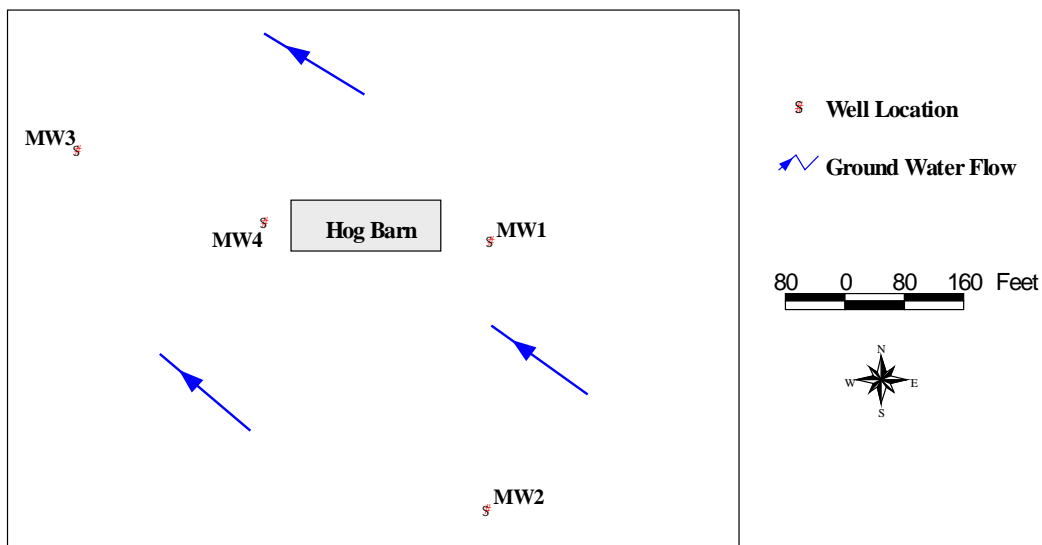 MW3
MW4
Hog Barn
MW1
MW2
Well Location
Ground Water Flow
80 0 80 160 Feet
N
W E
S